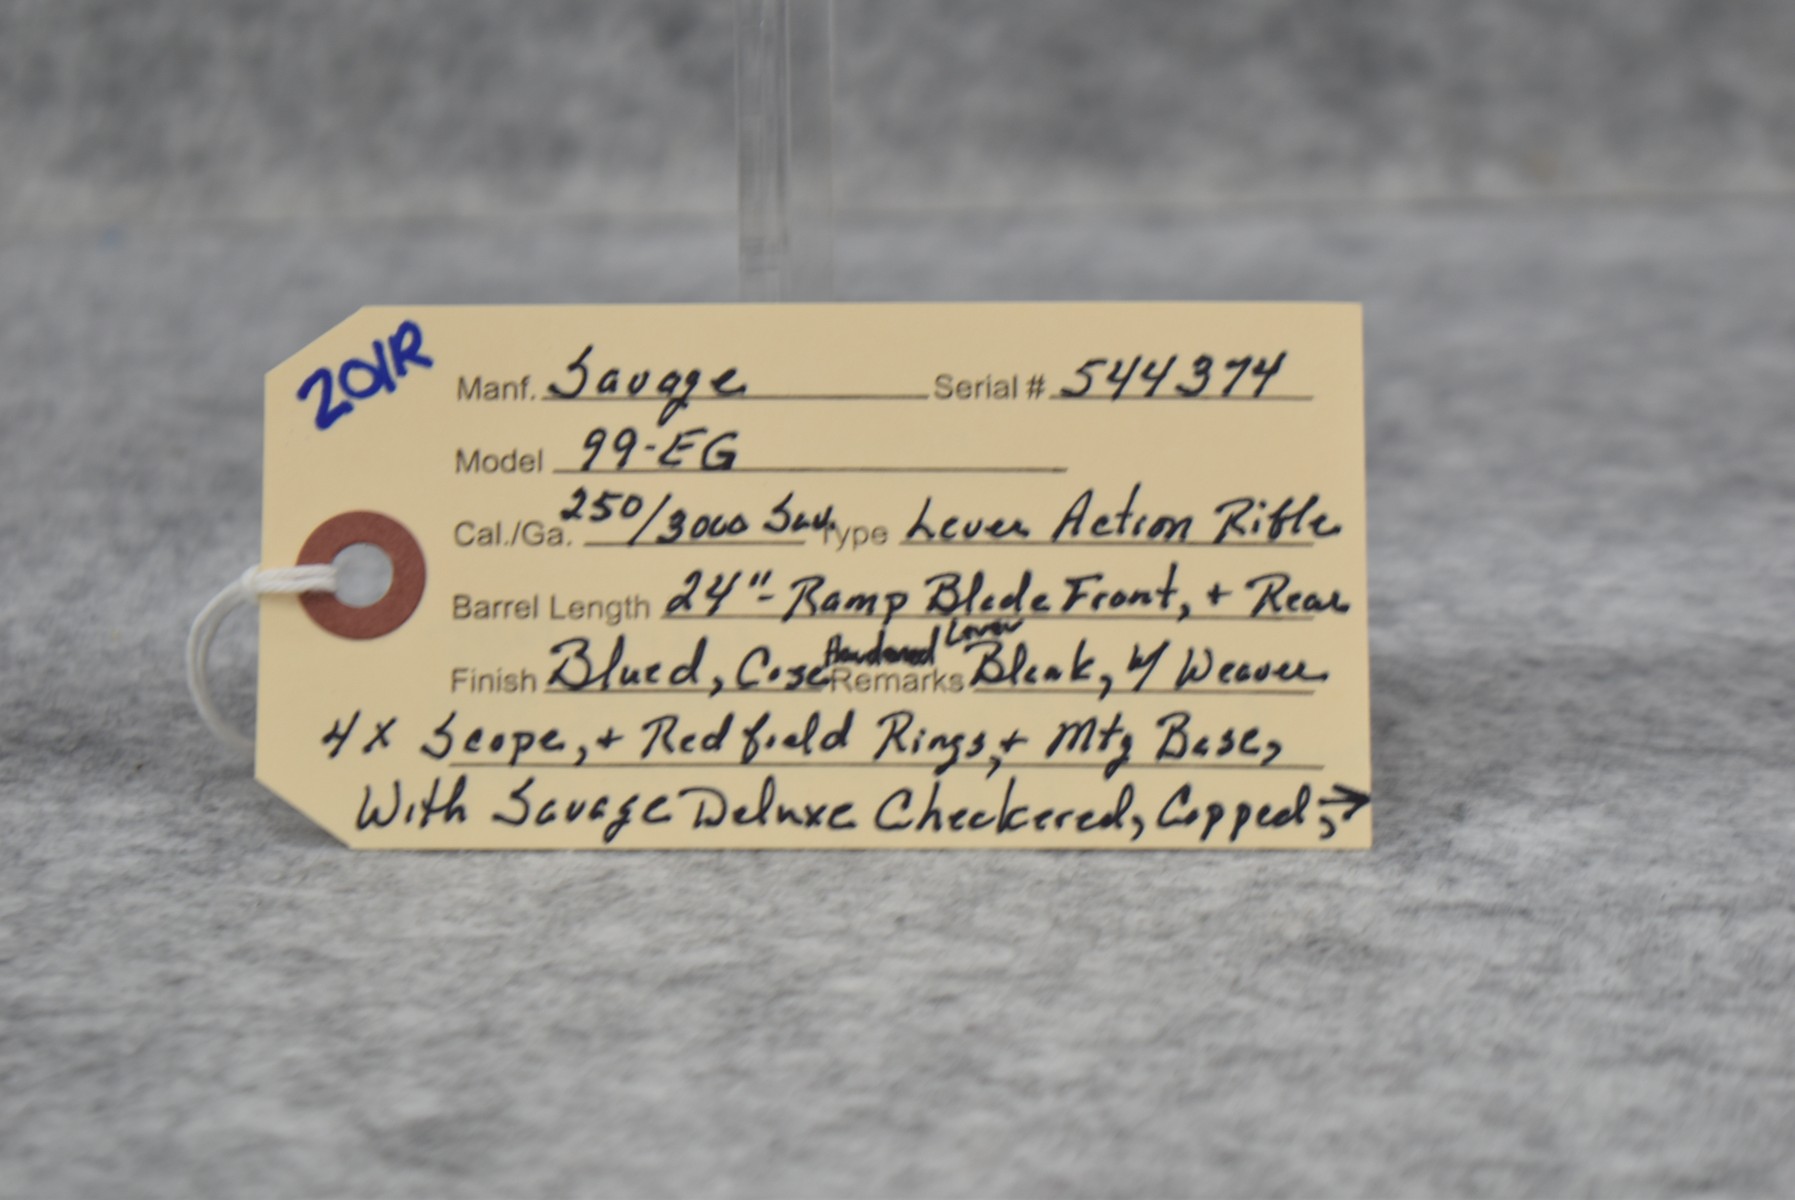 201R
Manf. Savage Serial # 544374
Model 99-EG
Cal./Ga. 250/3000 Sav. Type Lever Action Rifle
Barrel Length 24"- Ramp Blade Front, + Rear
Hardened Lever
Finish Blued, Case Remarks Blank, w/ Weaver
4x Scope, + Redfield Rings, + Mtg Base,
With Savage Deluxe Checkered, Capped, →